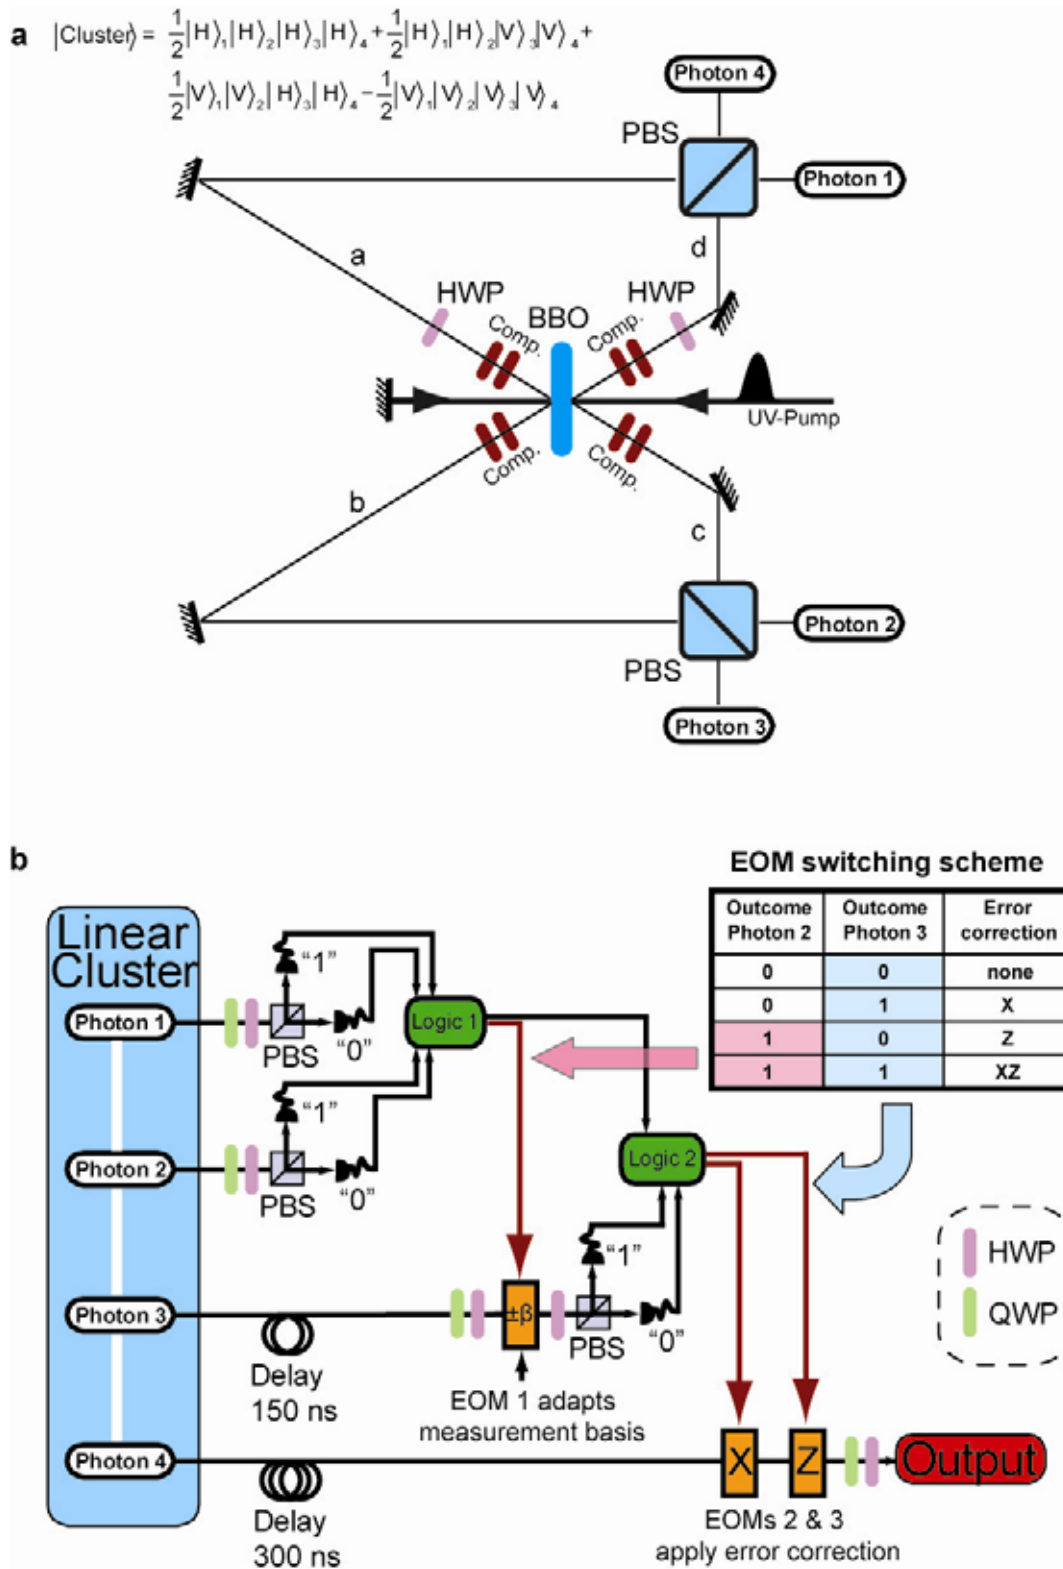 a |Cluster⟩ = 1/2|H⟩₁|H⟩₂|H⟩₃|H⟩₄ + 1/2|H⟩₁|H⟩₂|V⟩₃|V⟩₄ +
1/2|V⟩₁|V⟩₂|H⟩₃|H⟩₄ − 1/2|V⟩₁|V⟩₂|V⟩₃|V⟩₄
Photon 4
PBS
Photon 1
a
d
HWP
HWP
BBO
Comp.
Comp.
UV-Pump
Comp.
Comp.
b
c
Photon 2
PBS
Photon 3
b
EOM switching scheme
Outcome Photon 2
Outcome Photon 3
Error correction
0 0 none
0 1 X
1 0 Z
1 1 XZ
Linear
Cluster
"1"
Photon 1
Logic 1
PBS
"0"
"1"
Photon 2
Logic 2
PBS
"0"
HWP
QWP
"1"
Photon 3
±β
PBS
"0"
Delay
150 ns
EOM 1 adapts
measurement basis
Photon 4
X
Z
Output
Delay
300 ns
EOMs 2 & 3
apply error correction